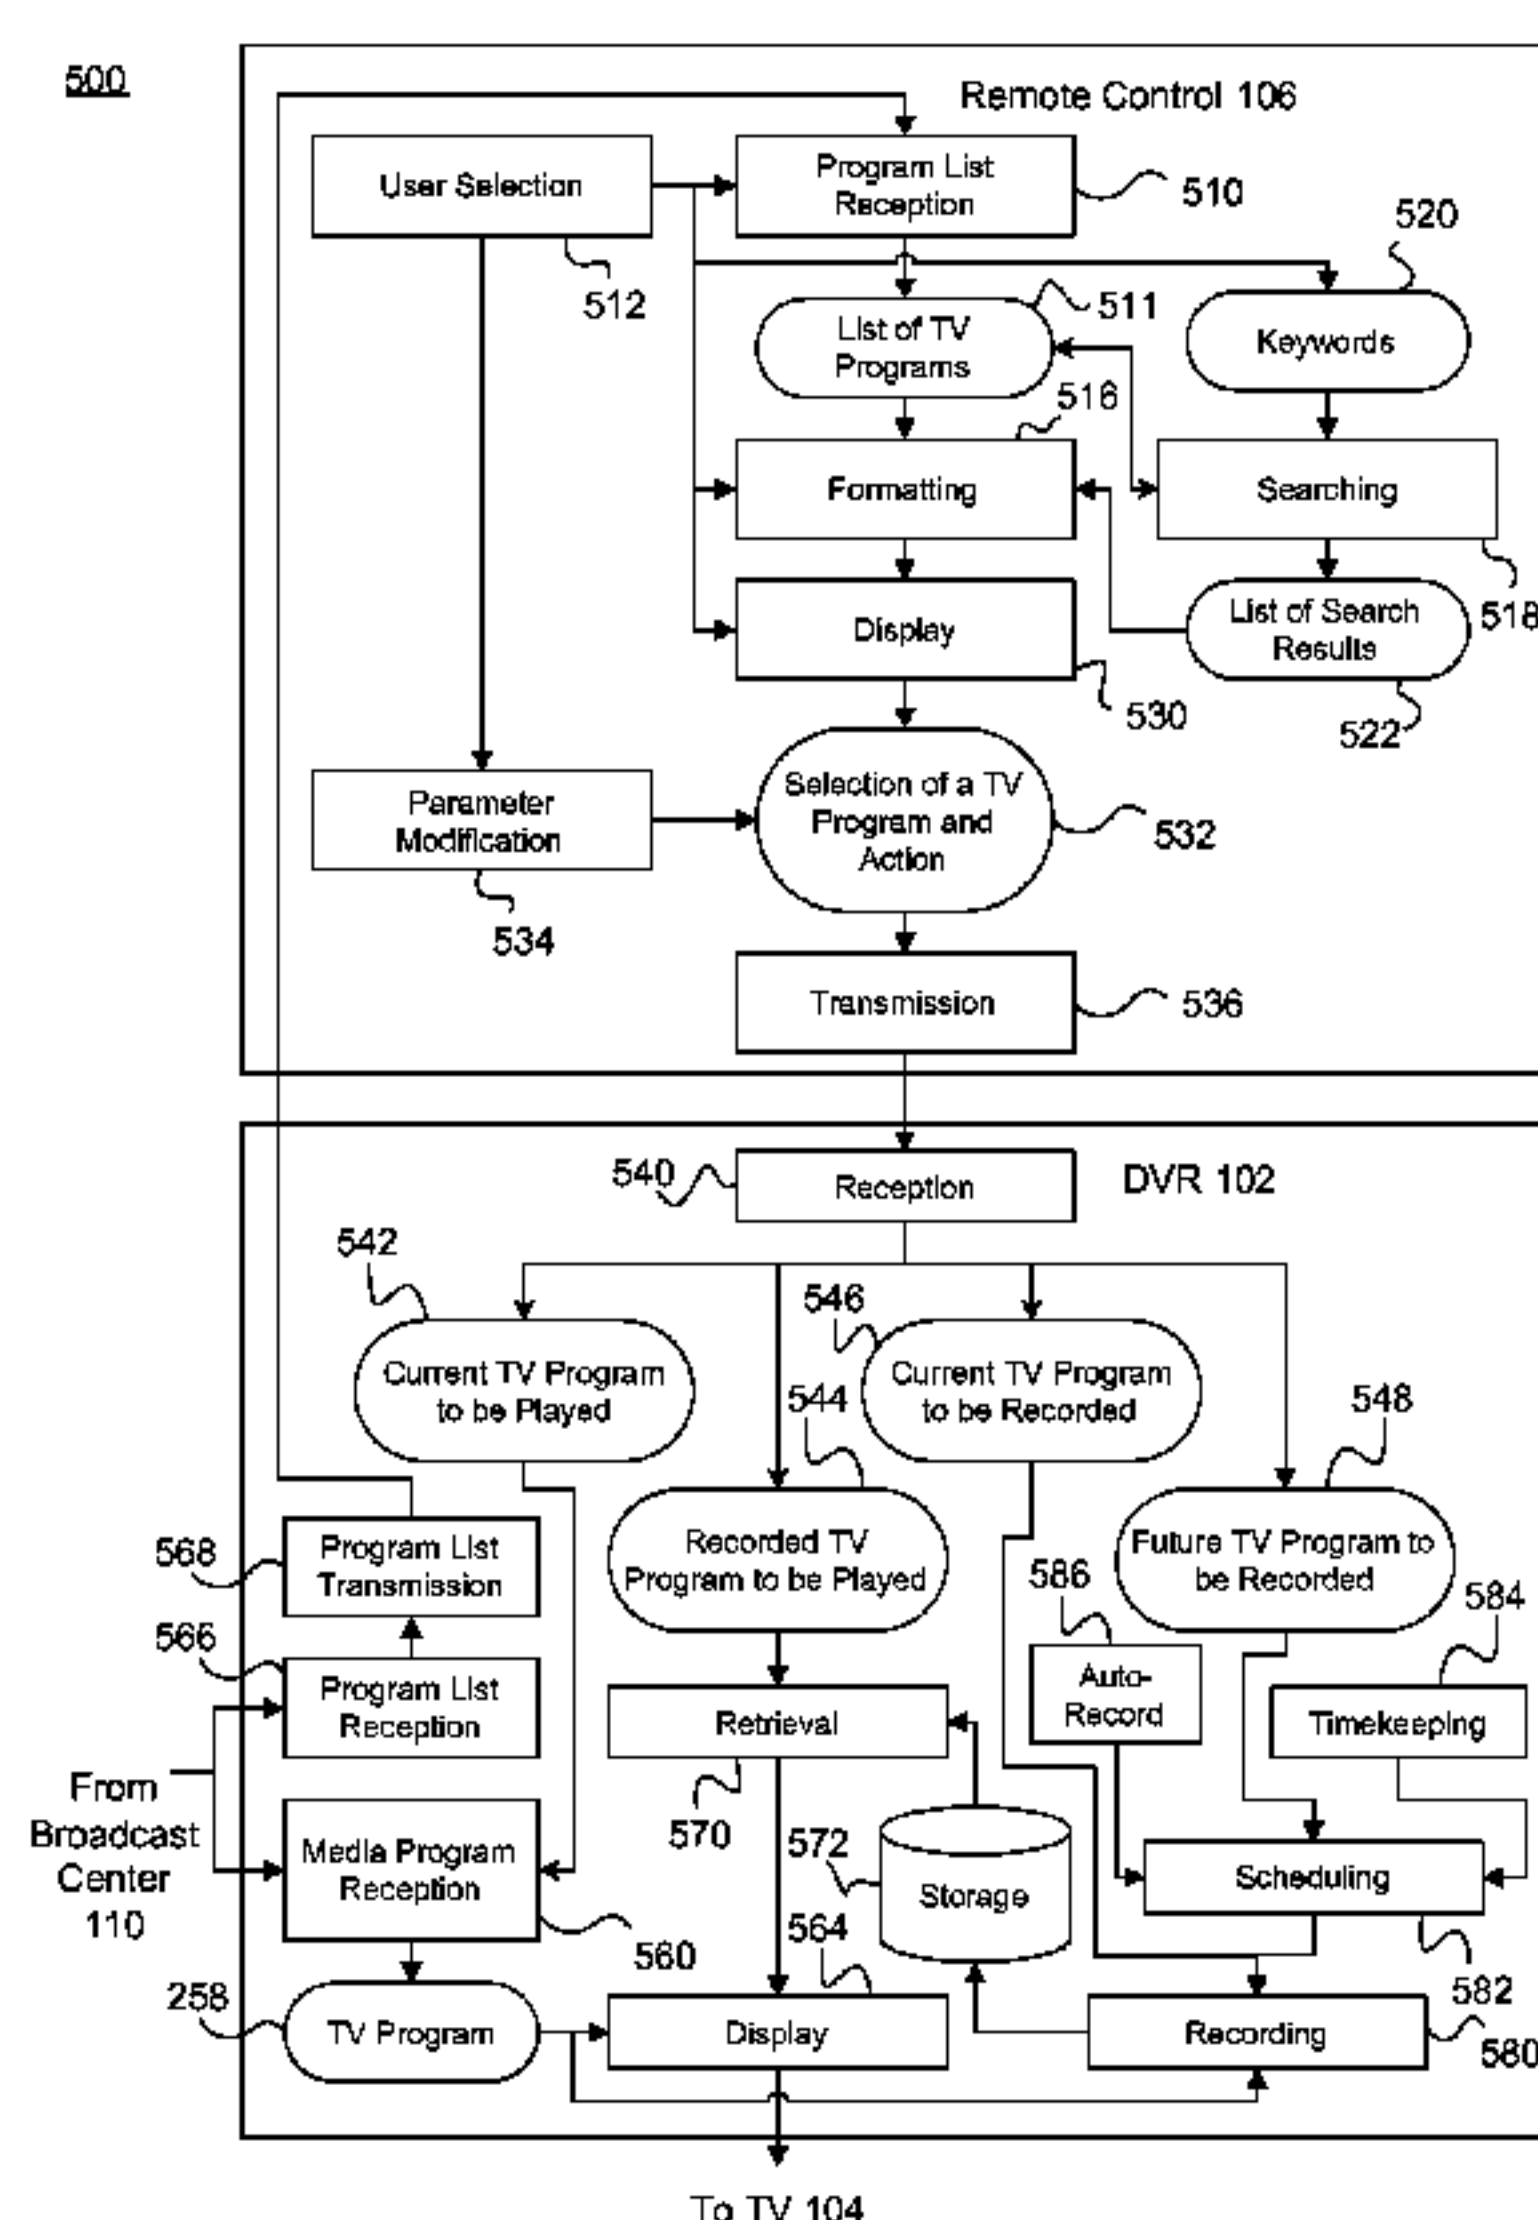 500
Remote Control 106
User Selection
512
Program List
Reception
510
520
List of TV
Programs
511
Keywords
516
Formatting
Searching
518
Display
530
List of Search
Results
522
Parameter
Modification
534
Selection of a TV
Program and
Action
532
Transmission
536
540
Reception
DVR 102
542
Current TV Program
to be Played
546
Current TV Program
to be Recorded
544
548
568
Program List
Transmission
Recorded TV
Program to be Played
Future TV Program to
be Recorded
586
584
566
Program List
Reception
Retrieval
570
Auto-
Record
Timekeeping
From
Broadcast
Center
110
Media Program
Reception
560
572
Storage
Scheduling
582
564
258
TV Program
Display
Recording
580
To TV 104